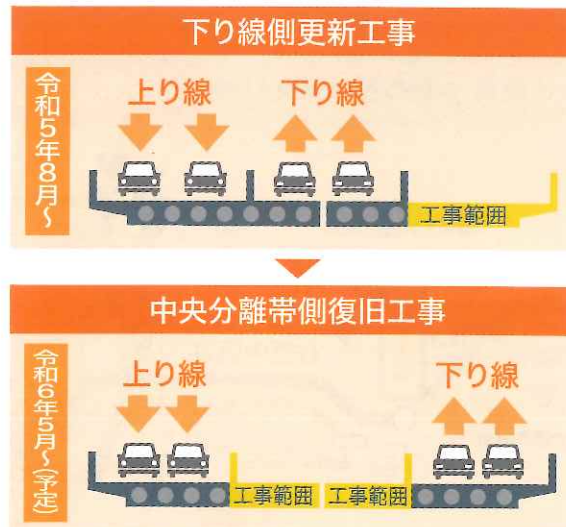 下り線側更新工事
令和5年8月～
上り線
下り線
工事範囲
中央分離帯側復旧工事
令和6年5月～(予定)
上り線
下り線
工事範囲
工事範囲